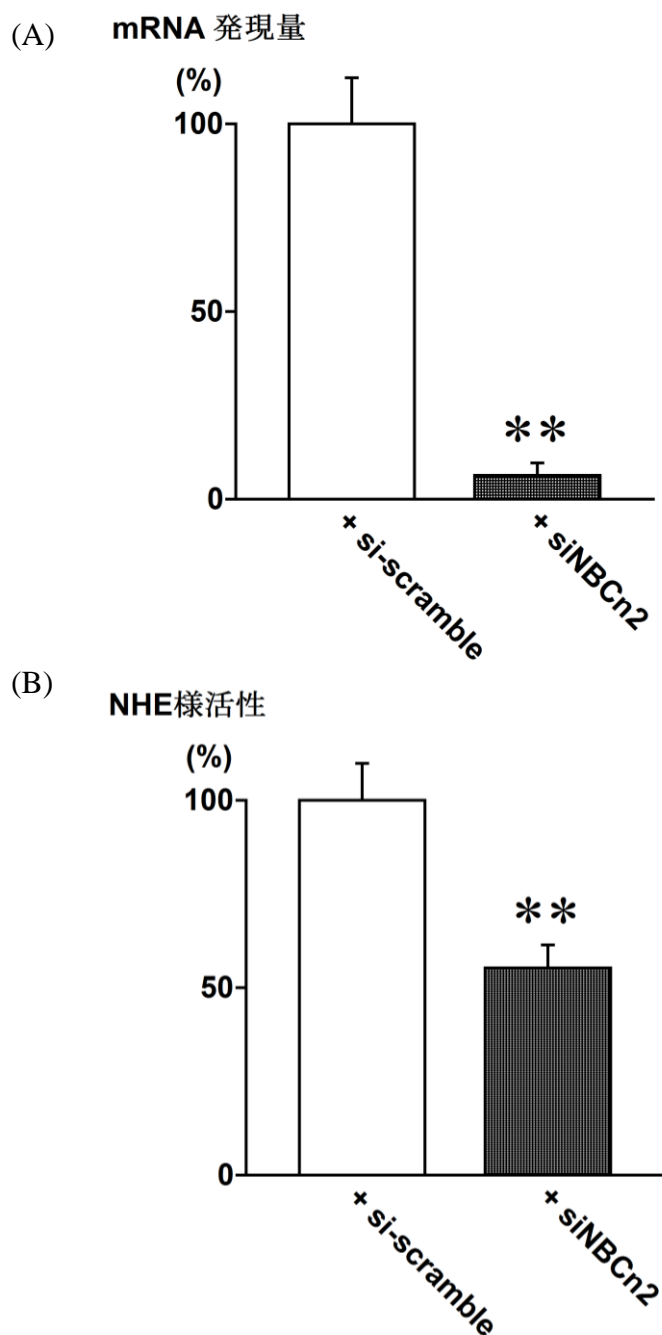 (A)
mRNA 発現量
(%)
100
50
0
**
+ si-scramble
+ siNBCn2
(B)
NHE様活性
(%)
100
50
0
**
+ si-scramble
+ siNBCn2